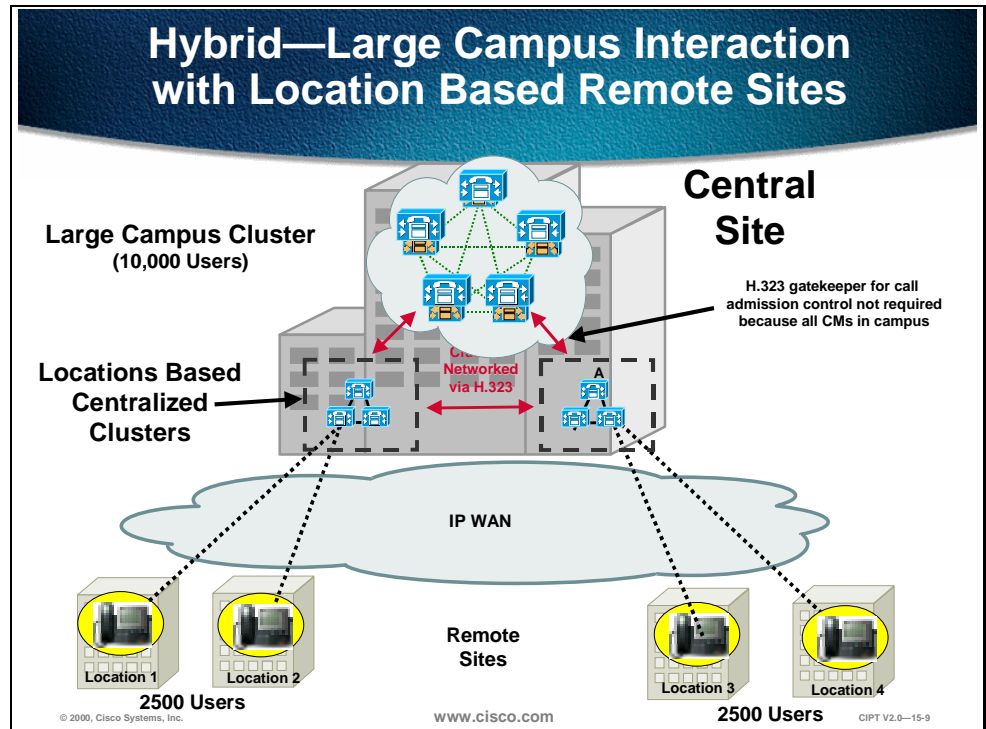 Hybrid—Large Campus Interaction
with Location Based Remote Sites
Central
Site
Large Campus Cluster
(10,000 Users)
H.323 gatekeeper for call
admission control not required
because all CMs in campus
Networked
via H.323
A
Locations Based
Centralized
Clusters
IP WAN
Remote
Sites
Location 1
Location 2
Location 3
Location 4
2500 Users
2500 Users
© 2000, Cisco Systems, Inc.
www.cisco.com
CIPT V2.0—15-9